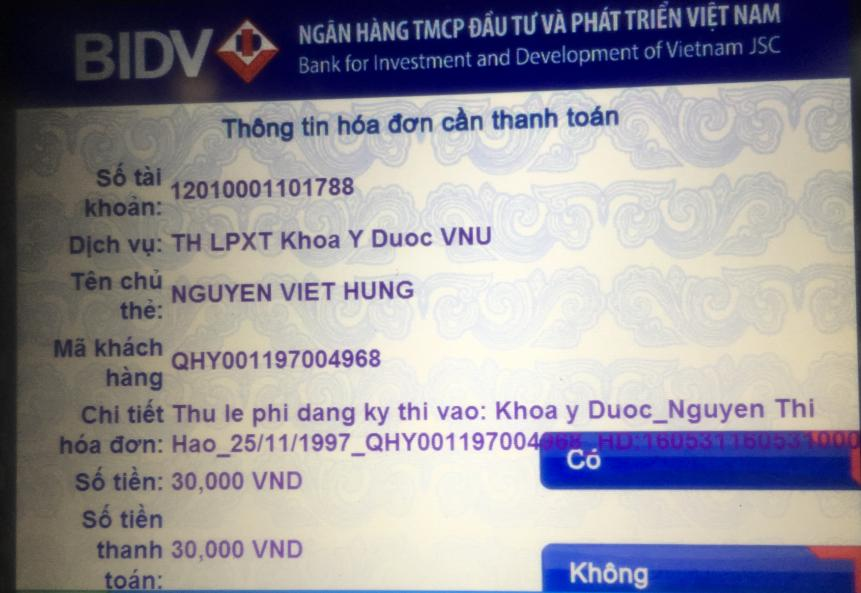 BIDV
NGÂN HÀNG TMCP ĐẦU TƯ VÀ PHÁT TRIỂN VIỆT NAM
Bank for Investment and Development of Vietnam JSC
Thông tin hóa đơn cần thanh toán
Số tài khoản: 12010001101788
Dịch vụ: TH LPXT Khoa Y Duoc VNU
Tên chủ thẻ: NGUYEN VIET HUNG
Mã khách hàng QHY001197004968
Chi tiết Thu le phi dang ky thi vao: Khoa y Duoc_Nguyen Thi
hóa đơn: Hao_25/11/1997_QHY001197004968_HD:160531160531000
Có
Số tiền: 30,000 VND
Số tiền thanh toán: 30,000 VND
Không